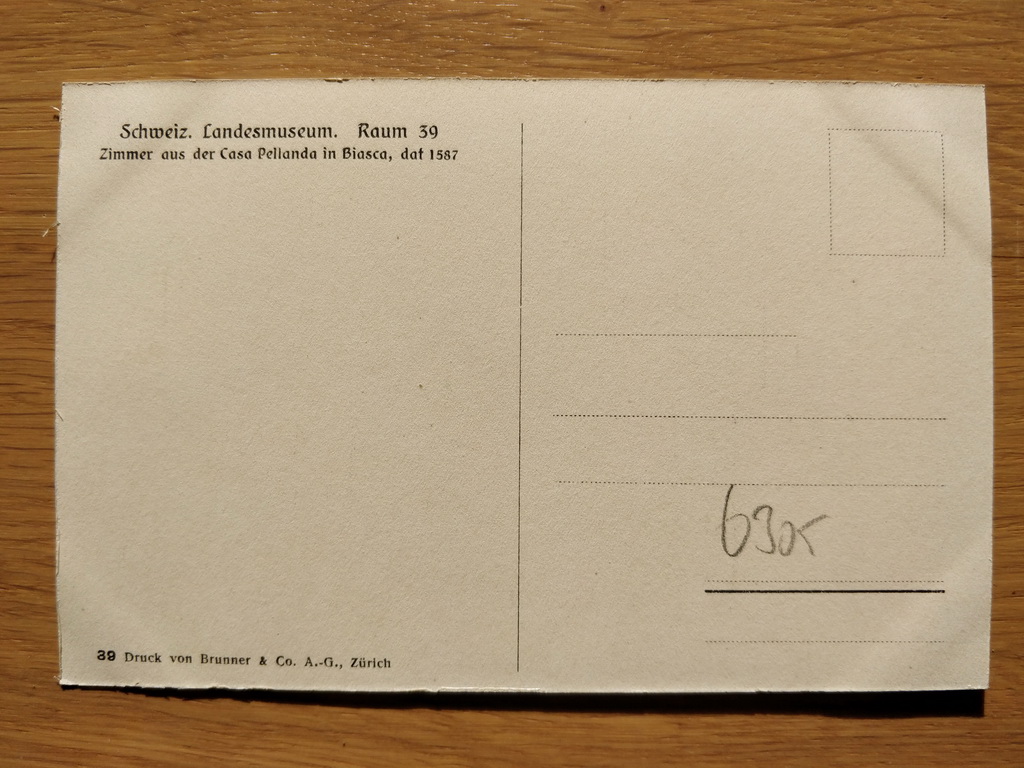 Schweiz. Landesmuseum. Raum 39
Zimmer aus der Casa Pellanda in Biasca, dat 1587
6305
39 Druck von Brunner & Co. A.-G., Zürich